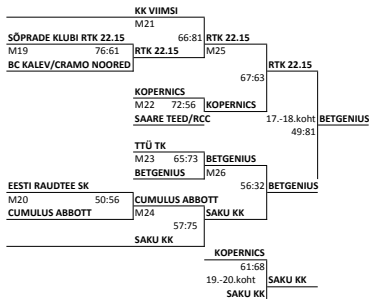 KK VIIMSI
M21
SÕPRADE KLUBI RTK 22.15 66:81 RTK 22.15
M19 76:61 RTK 22.15 M25
BC KALEV/CRAMO NOORED
RTK 22.15
67:63
KOPERNICS
M22 72:56 KOPERNICS
SAARE TEED/RCC 17.-18.koht BETGENIUS
49:81
TTÜ TK
M23 65:73 BETGENIUS
BETGENIUS M26
56:32 BETGENIUS
EESTI RAUDTEE SK
M20 50:56 CUMULUS ABBOTT
CUMULUS ABBOTT M24 SAKU KK
57:75
SAKU KK
KOPERNICS
61:68
19.-20.koht SAKU KK
SAKU KK